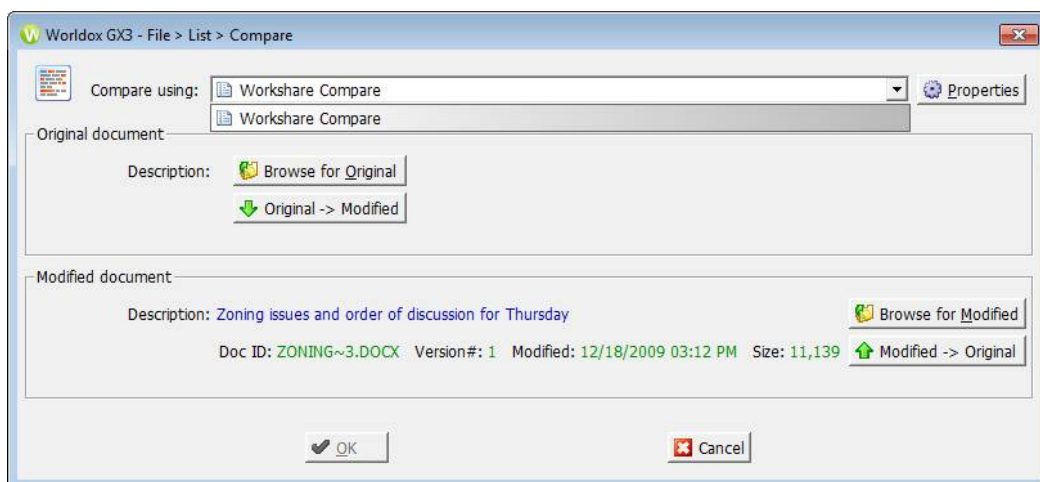 Worldox GX3 - File > List > Compare
Compare using: Workshare Compare Properties
Workshare Compare
Original document
Description: Browse for Original
Original -> Modified
Modified document
Description: Zoning issues and order of discussion for Thursday Browse for Modified
Doc ID: ZONING~3.DOCX Version#: 1 Modified: 12/18/2009 03:12 PM Size: 11,139 Modified -> Original
OK Cancel